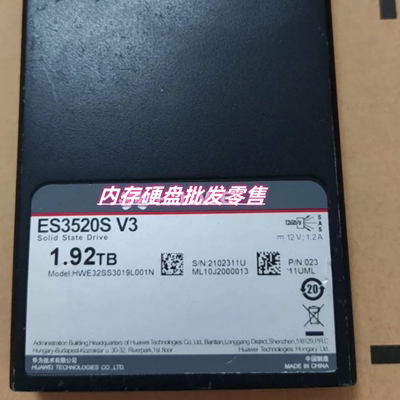 内存硬盘批发零售
ES3520S V3
Solid State Drive
12Gb/s
SAS
12V; 1.2A
1.92TB
Model:HWE32SS3019L001N
S/N:2102311U
ML10J2000013
P/N:023
11UML
20
Administration Building,Headquarters of Huawei Technologies Co., Ltd., Bantian,Longgang District,Shenzhen,518129,P.R.C
Hungary-Budapest-Kozraktar u. 30-32. Riverpark,1st.floor
Huawei Technologies Hungary, Ltd.
华为技术有限公司
HUAWEI TECHNOLOGIES CO., LTD.
中国制造
MADE IN CHINA